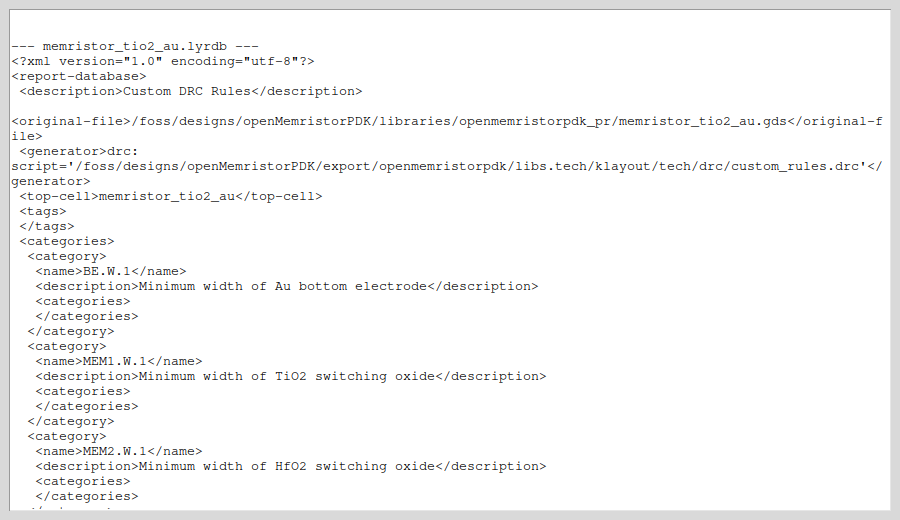 --- memristor_tio2_au.lyrdb ---
<?xml version="1.0" encoding="utf-8"?>
<report-database>
 <description>Custom DRC Rules</description>

<original-file>/foss/designs/openMemristorPDK/libraries/openmemristorpdk_pr/memristor_tio2_au.gds</original-f
ile>
 <generator>drc:
script='/foss/designs/openMemristorPDK/export/openmemristorpdk/libs.tech/klayout/tech/drc/custom_rules.drc'</
generator>
 <top-cell>memristor_tio2_au</top-cell>
 <tags>
 </tags>
 <categories>
  <category>
   <name>BE.W.1</name>
   <description>Minimum width of Au bottom electrode</description>
   <categories>
   </categories>
  </category>
  <category>
   <name>MEM1.W.1</name>
   <description>Minimum width of TiO2 switching oxide</description>
   <categories>
   </categories>
  </category>
  <category>
   <name>MEM2.W.1</name>
   <description>Minimum width of HfO2 switching oxide</description>
   <categories>
   </categories>